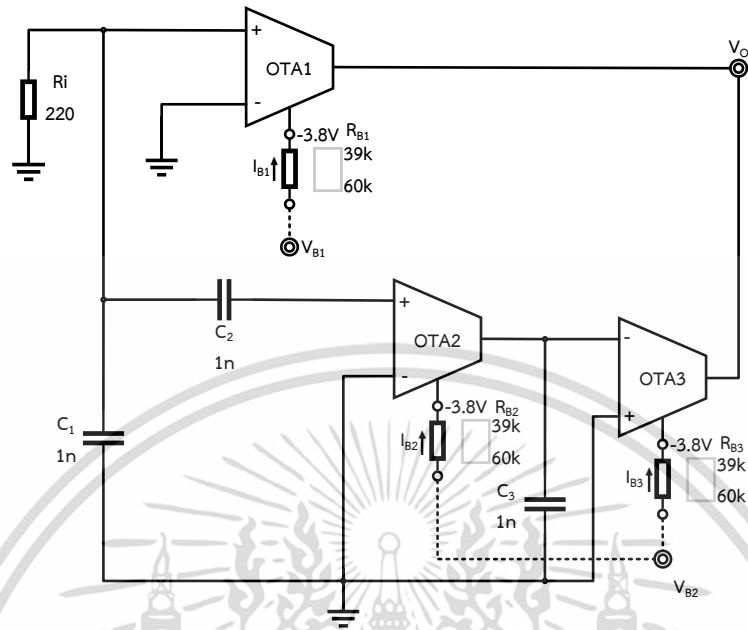 V_O
+
OTA1
-
Ri
220
-3.8V R_B1
39k
I_B1
60k
V_B1
+
C_2
1n
OTA2
-
-
OTA3
+
C_1
1n
-3.8V R_B2
39k
I_B2
60k
-3.8V R_B3
39k
I_B3
60k
C_3
1n
V_B2